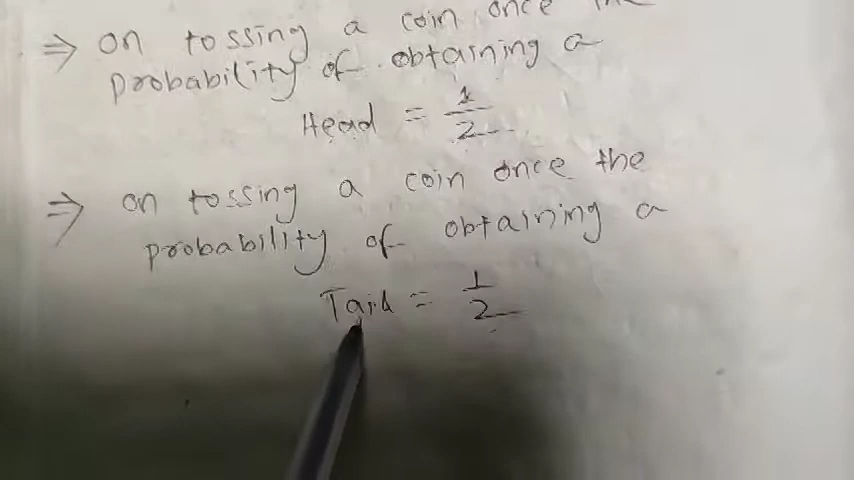 ⇒ on tossing a coin once the
probability of obtaining a
Head = 1/2
⇒ on tossing a coin once the
probability of obtaining a
Tail = 1/2